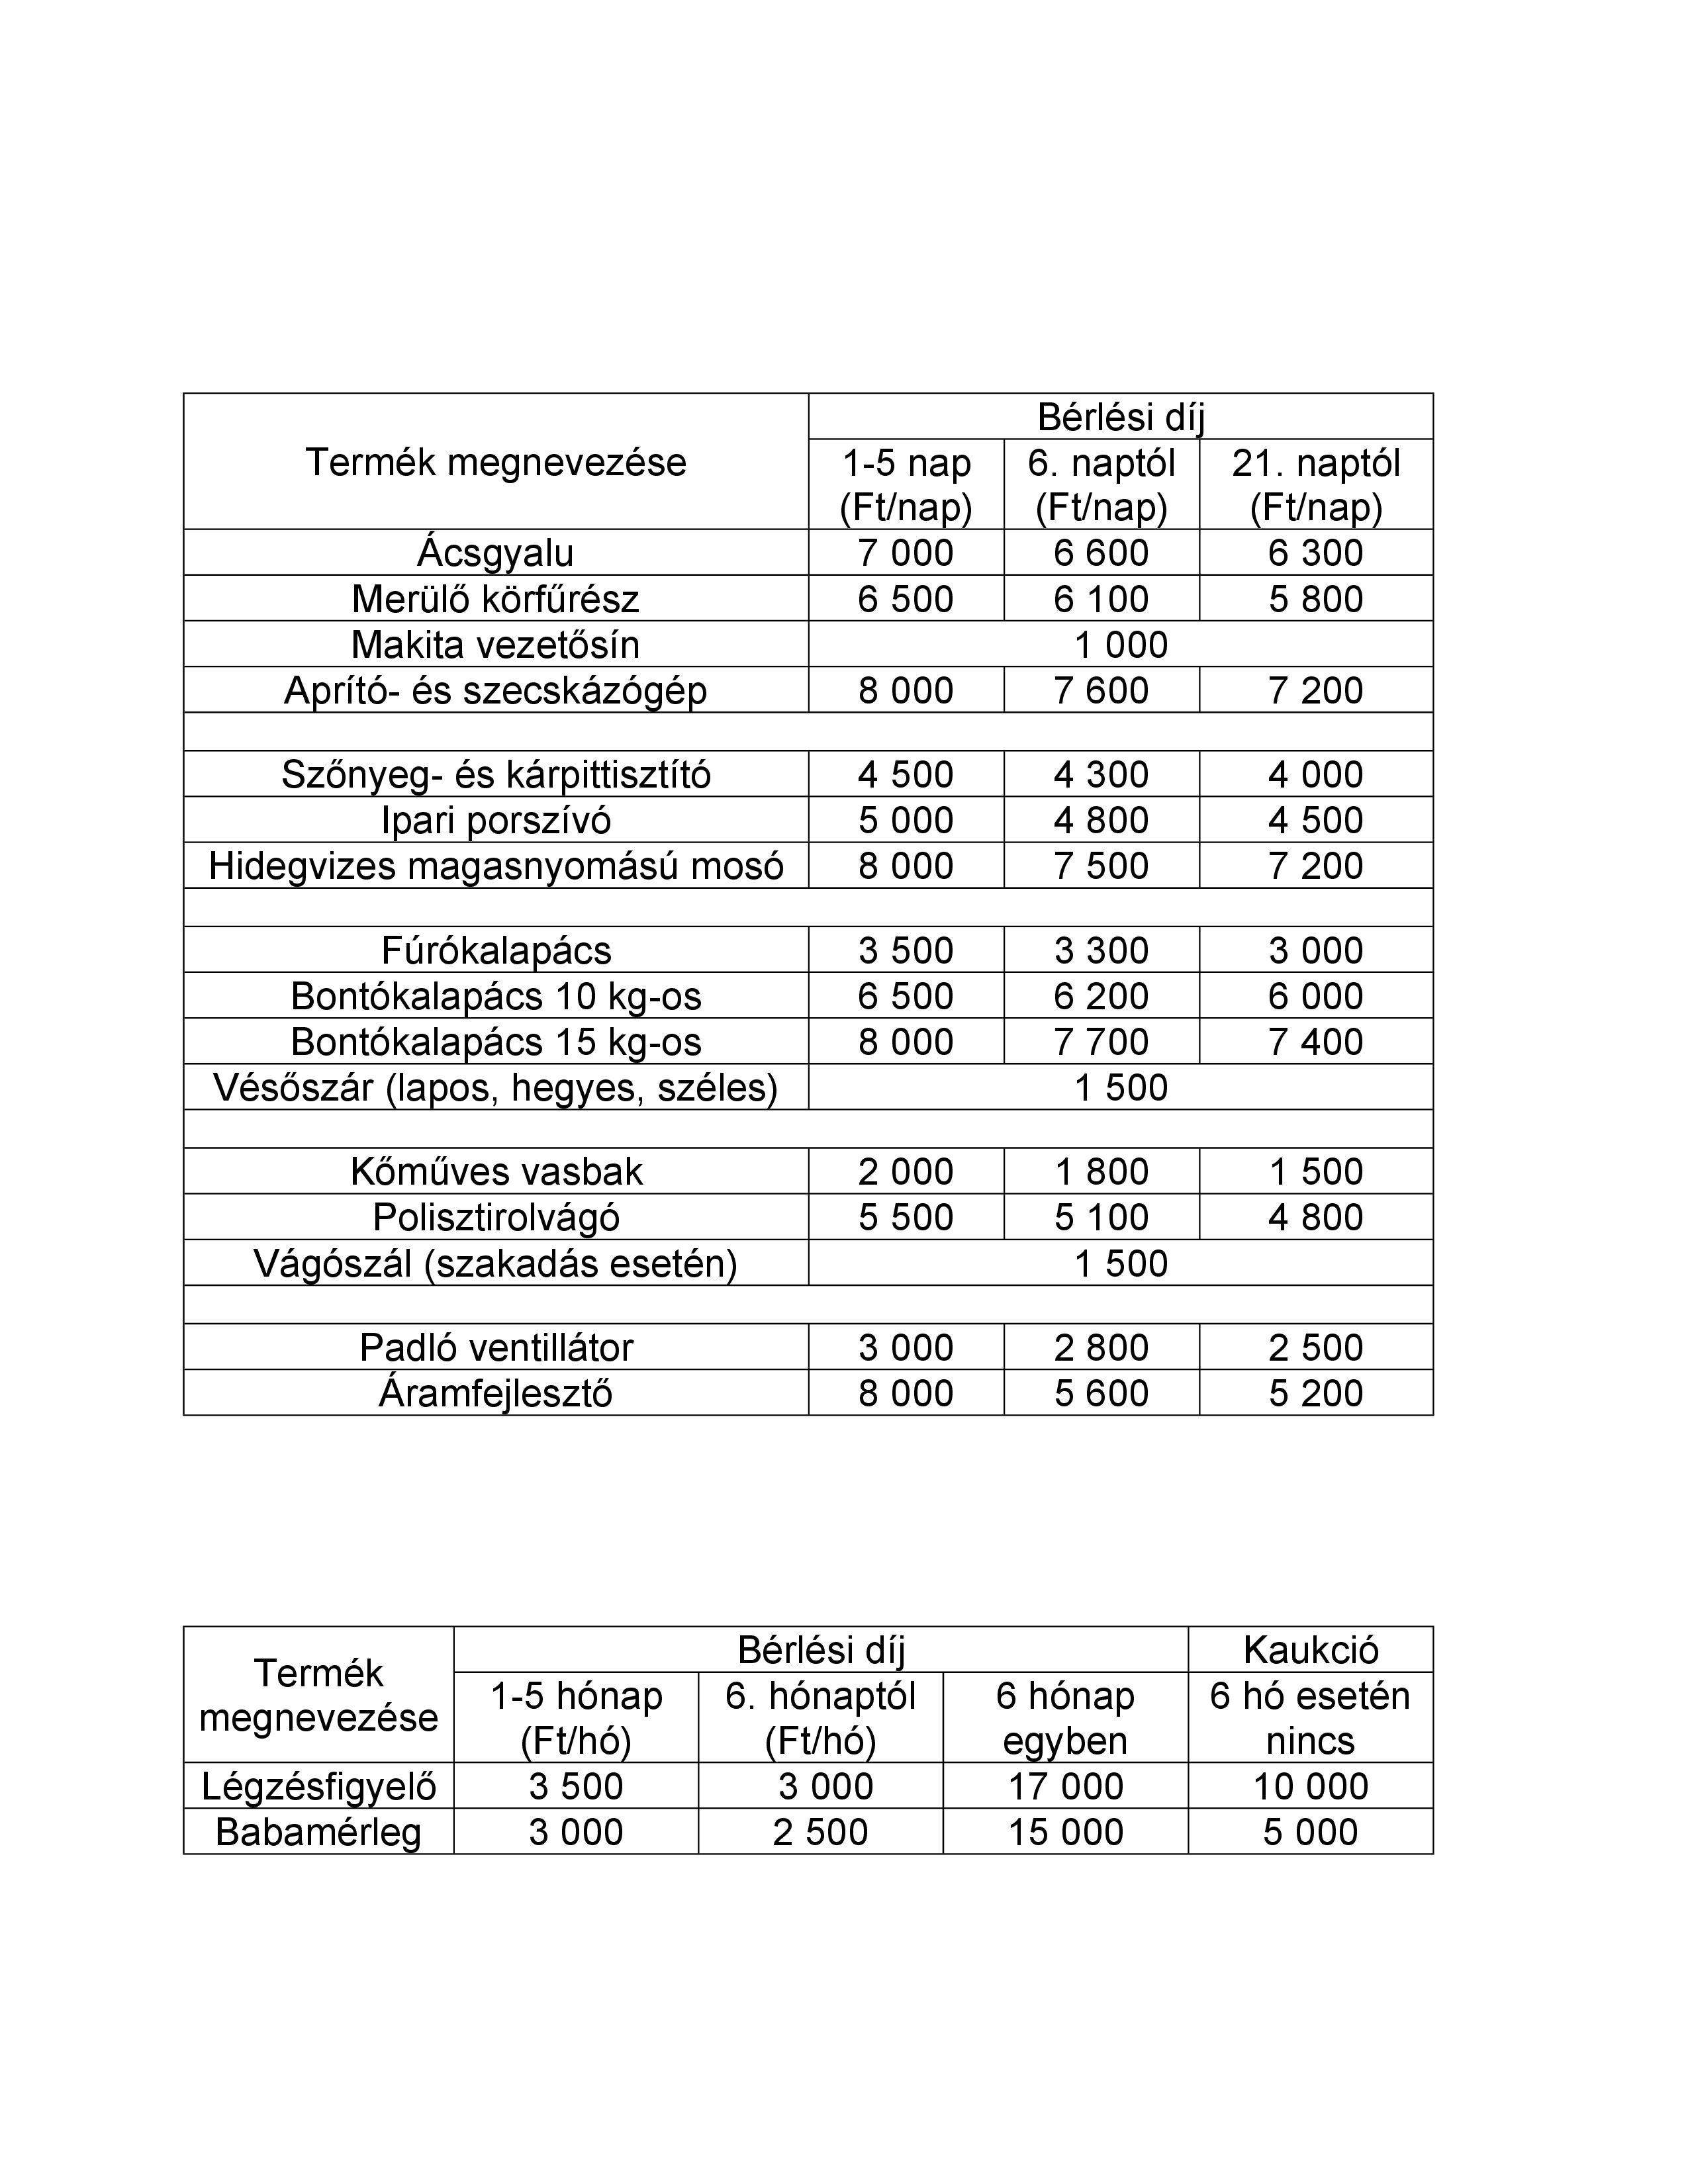 Termék megnevezése
Bérlési díj
1-5 nap (Ft/nap)
6. naptól (Ft/nap)
21. naptól (Ft/nap)
Ácsgyalu 7 000 6 600 6 300
Merülő körfűrész 6 500 6 100 5 800
Makita vezetősín 1 000
Aprító- és szecskázógép 8 000 7 600 7 200
Szőnyeg- és kárpittisztító 4 500 4 300 4 000
Ipari porszívó 5 000 4 800 4 500
Hidegvizes magasnyomású mosó 8 000 7 500 7 200
Fúrókalapács 3 500 3 300 3 000
Bontókalapács 10 kg-os 6 500 6 200 6 000
Bontókalapács 15 kg-os 8 000 7 700 7 400
Vésőszár (lapos, hegyes, széles) 1 500
Kőműves vasbak 2 000 1 800 1 500
Polisztirolvágó 5 500 5 100 4 800
Vágószál (szakadás esetén) 1 500
Padló ventillátor 3 000 2 800 2 500
Áramfejlesztő 8 000 5 600 5 200
Termék megnevezése
Bérlési díj
Kaukció
1-5 hónap (Ft/hó)
6. hónaptól (Ft/hó)
6 hónap egyben
6 hó esetén nincs
Légzésfigyelő 3 500 3 000 17 000 10 000
Babamérleg 3 000 2 500 15 000 5 000